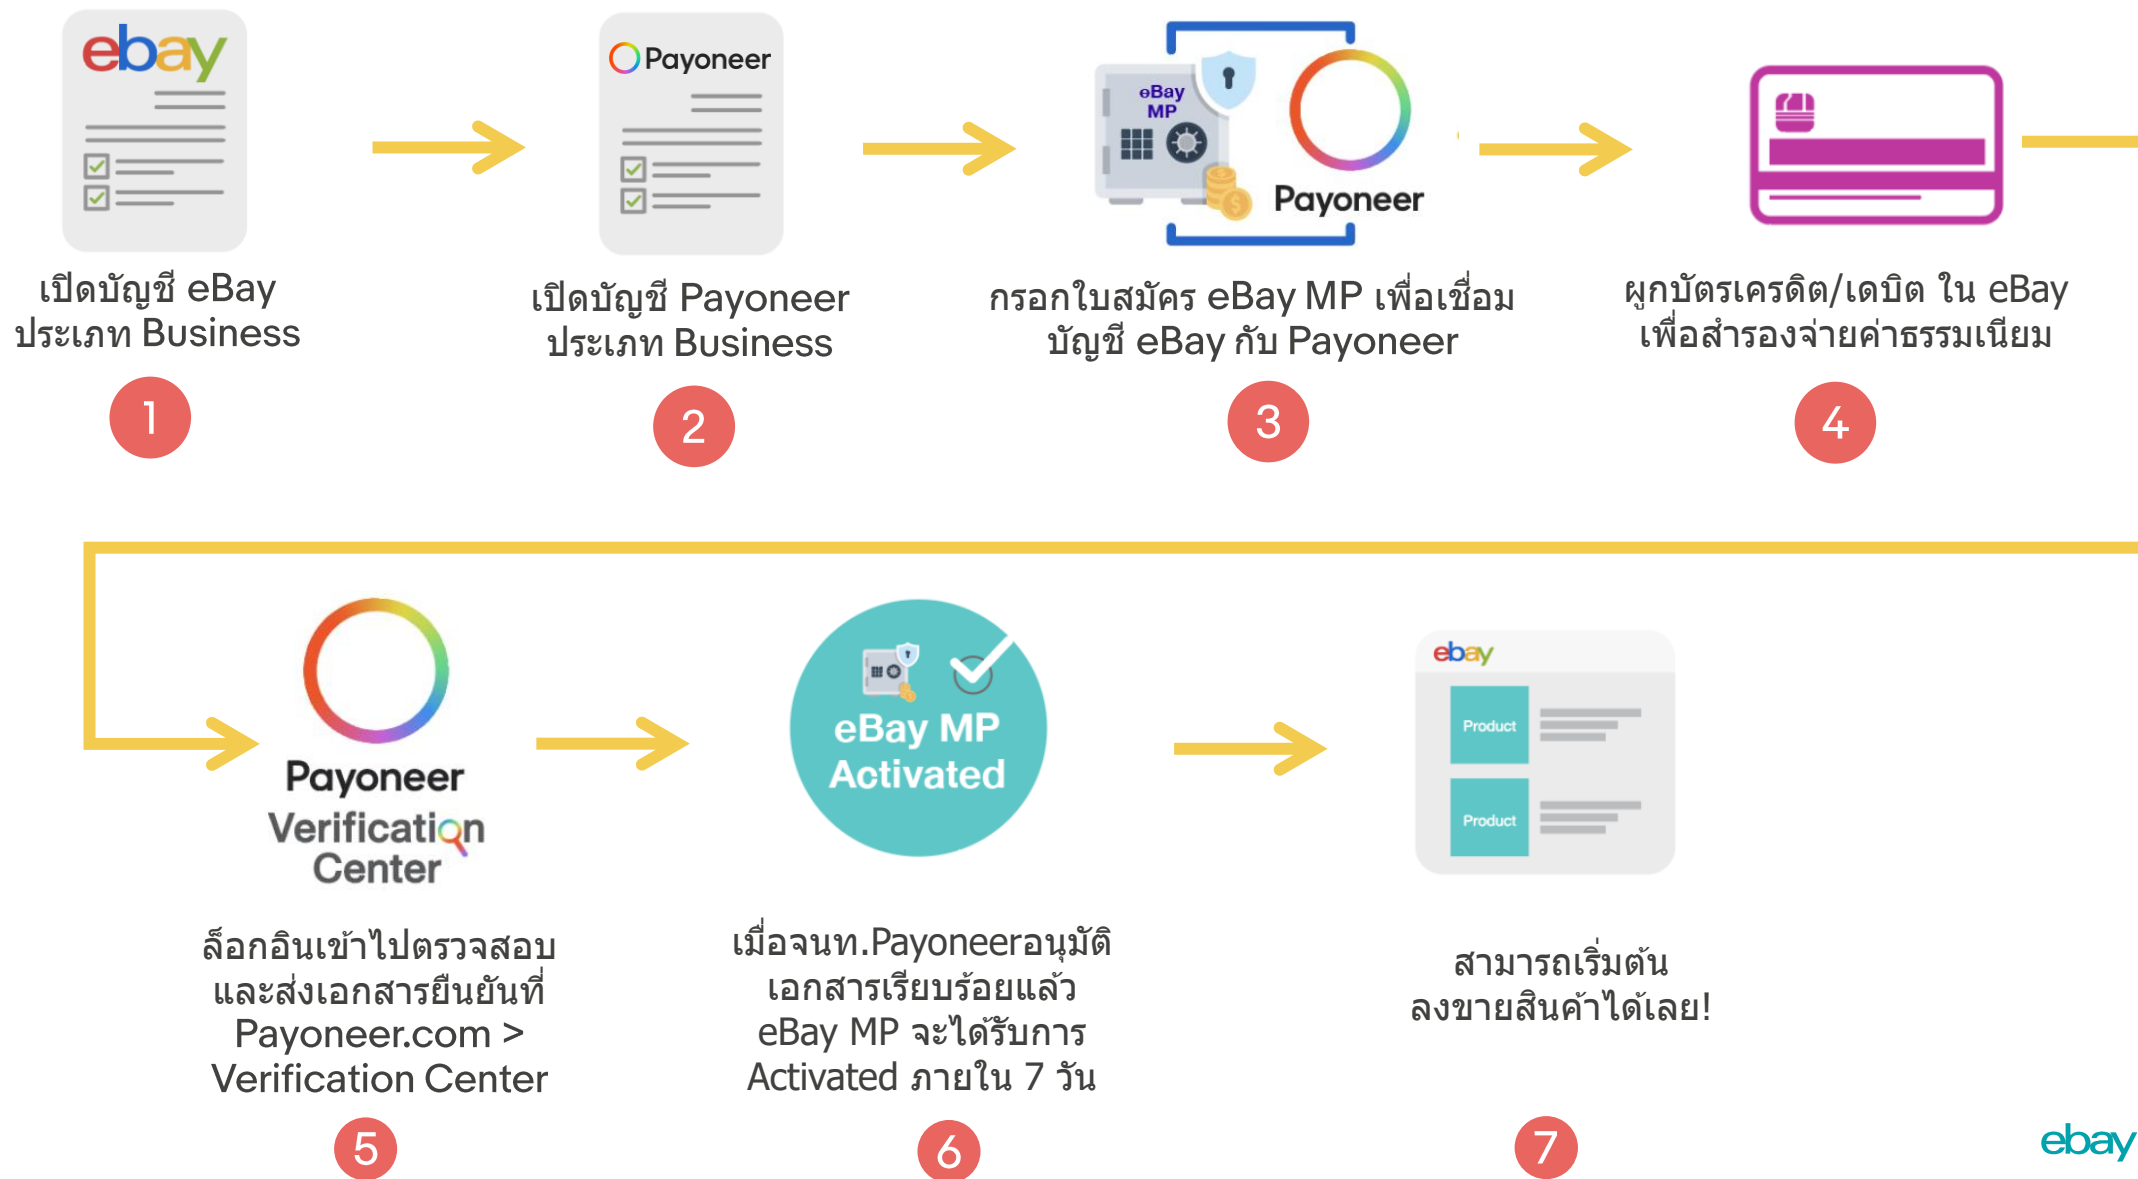 ebay
เปิดบัญชี eBay
ประเภท Business
1
Payoneer
เปิดบัญชี Payoneer
ประเภท Business
2
eBay
MP
Payoneer
กรอกใบสมัคร eBay MP เพื่อเชื่อม
บัญชี eBay กับ Payoneer
3
ผูกบัตรเครดิต/เดบิต ใน eBay
เพื่อสำรองจ่ายค่าธรรมเนียม
4
Payoneer
Verification
Center
ล็อกอินเข้าไปตรวจสอบ
และส่งเอกสารยืนยันที่
Payoneer.com >
Verification Center
5
eBay MP
Activated
เมื่อจนท.Payoneerอนุมัติ
เอกสารเรียบร้อยแล้ว
eBay MP จะได้รับการ
Activated ภายใน 7 วัน
6
ebay
Product
Product
สามารถเริ่มต้น
ลงขายสินค้าได้เลย!
7
ebay